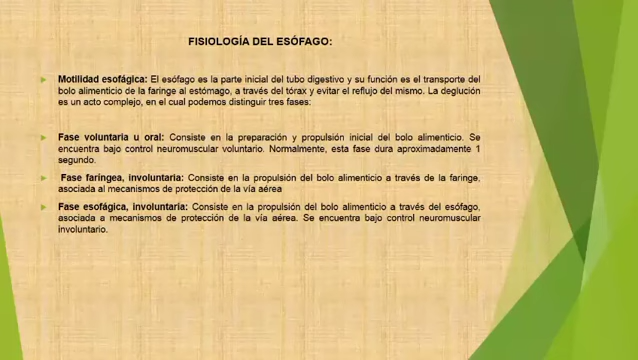 FISIOLOGÍA DEL ESÓFAGO:
Motilidad esofágica: El esófago es la parte inicial del tubo digestivo y su función es el transporte del
bolo alimenticio de la faringe al estómago, a través del tórax y evitar el reflujo del mismo. La deglución
es un acto complejo, en el cual podemos distinguir tres fases:
Fase voluntaria u oral: Consiste en la preparación y propulsión inicial del bolo alimenticio. Se
encuentra bajo control neuromuscular voluntario. Normalmente, esta fase dura aproximadamente 1
segundo.
Fase faríngea, involuntaria: Consiste en la propulsión del bolo alimenticio a través de la faringe,
asociada al mecanismos de protección de la vía aérea
Fase esofágica, involuntaria: Consiste en la propulsión del bolo alimenticio a través del esófago,
asociada a mecanismos de protección de la vía aérea. Se encuentra bajo control neuromuscular
involuntario.